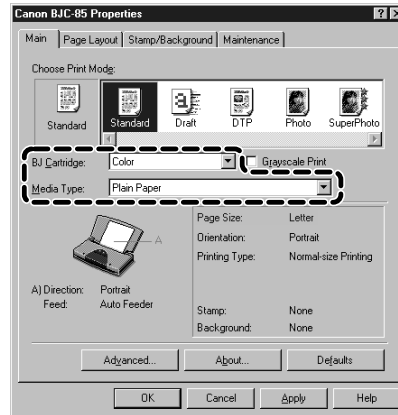 Canon BJC-85 Properties
Main Page Layout Stamp/Background Maintenance
Choose Print Mode:
Standard Standard Draft DTP Photo SuperPhoto
BJ Cartridge: Color Grayscale Print
Media Type: Plain Paper
A
Page Size: Letter
Orientation: Portrait
Printing Type: Normal-size Printing
A) Direction: Portrait
Feed: Auto Feeder
Stamp: None
Background: None
Advanced... About... Defaults
OK Cancel Apply Help